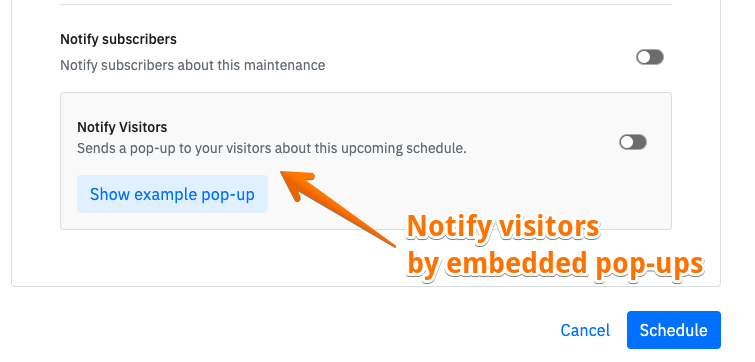 Notify subscribers
Notify subscribers about this maintenance
Notify Visitors
Sends a pop-up to your visitors about this upcoming schedule.
Show example pop-up
Notify visitors
by embedded pop-ups
Cancel Schedule